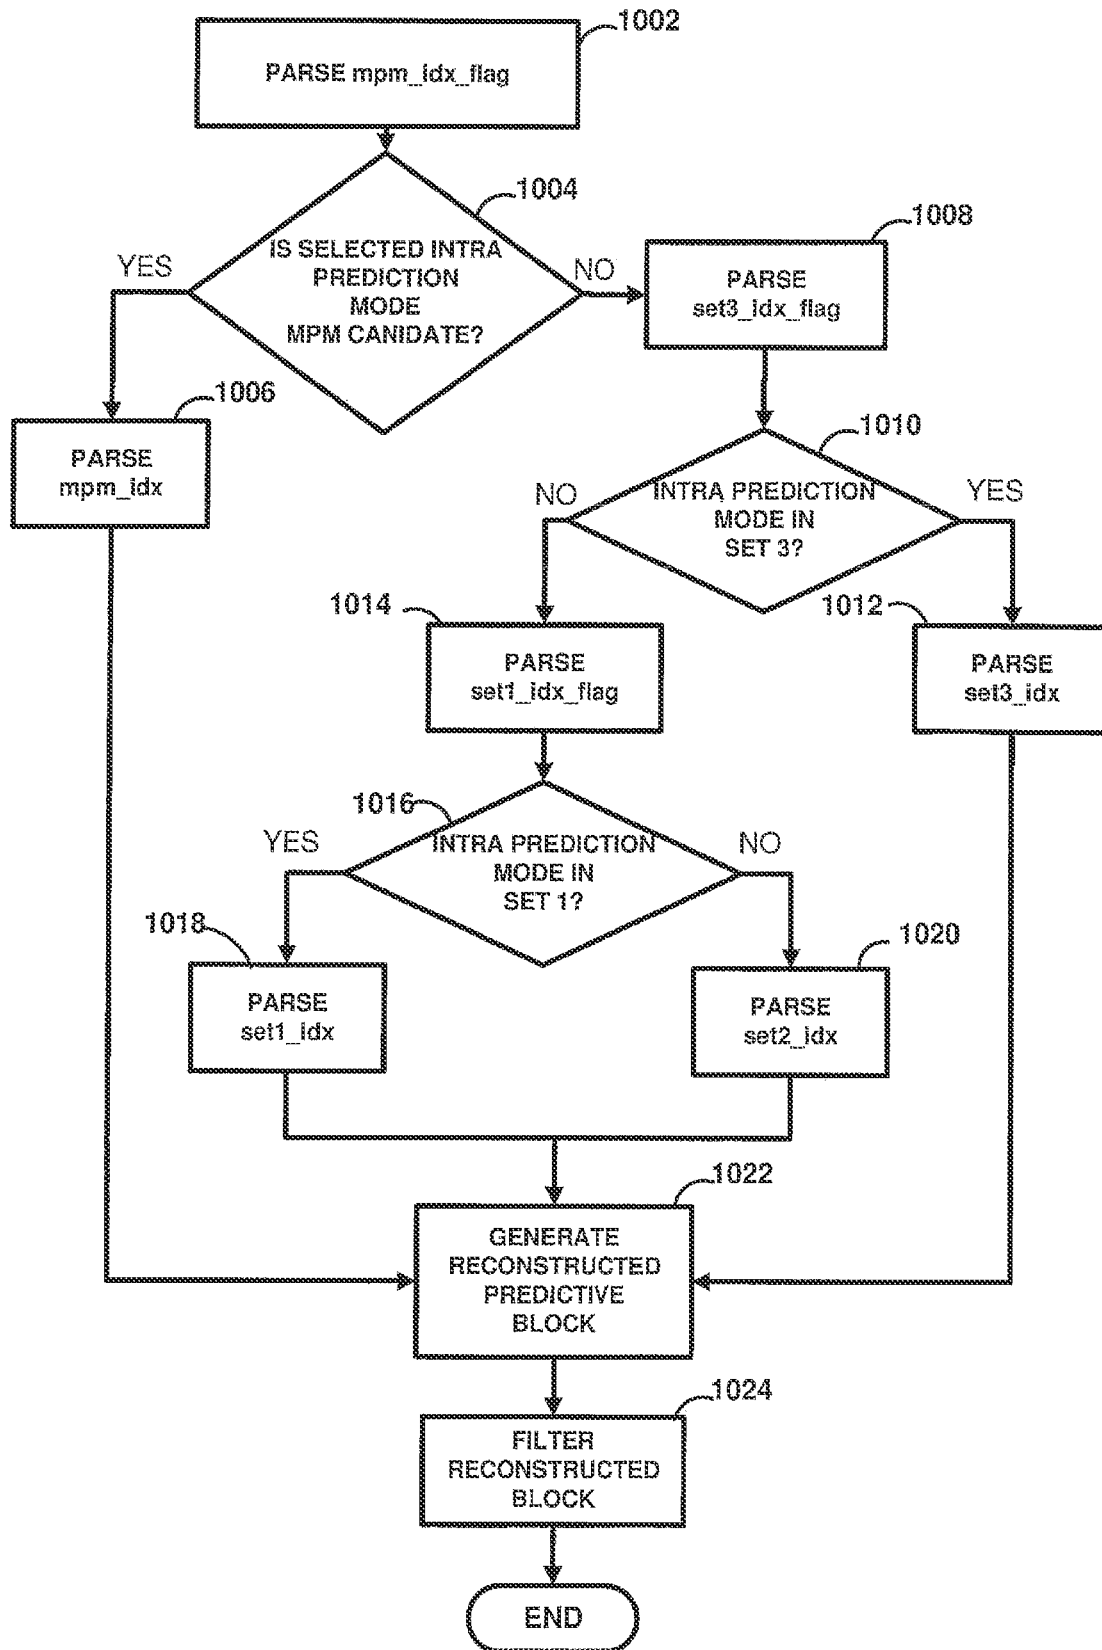 1002
PARSE mpm_idx_flag
1004
IS SELECTED INTRA
PREDICTION
MODE
MPM CANIDATE?
YES
NO
1008
PARSE
set3_idx_flag
1006
PARSE
mpm_idx
1010
INTRA PREDICTION
MODE IN
SET 3?
NO
YES
1014
PARSE
set1_idx_flag
1012
PARSE
set3_idx
1016
INTRA PREDICTION
MODE IN
SET 1?
YES
NO
1018
PARSE
set1_idx
1020
PARSE
set2_idx
1022
GENERATE
RECONSTRUCTED
PREDICTIVE
BLOCK
1024
FILTER
RECONSTRUCTED
BLOCK
END